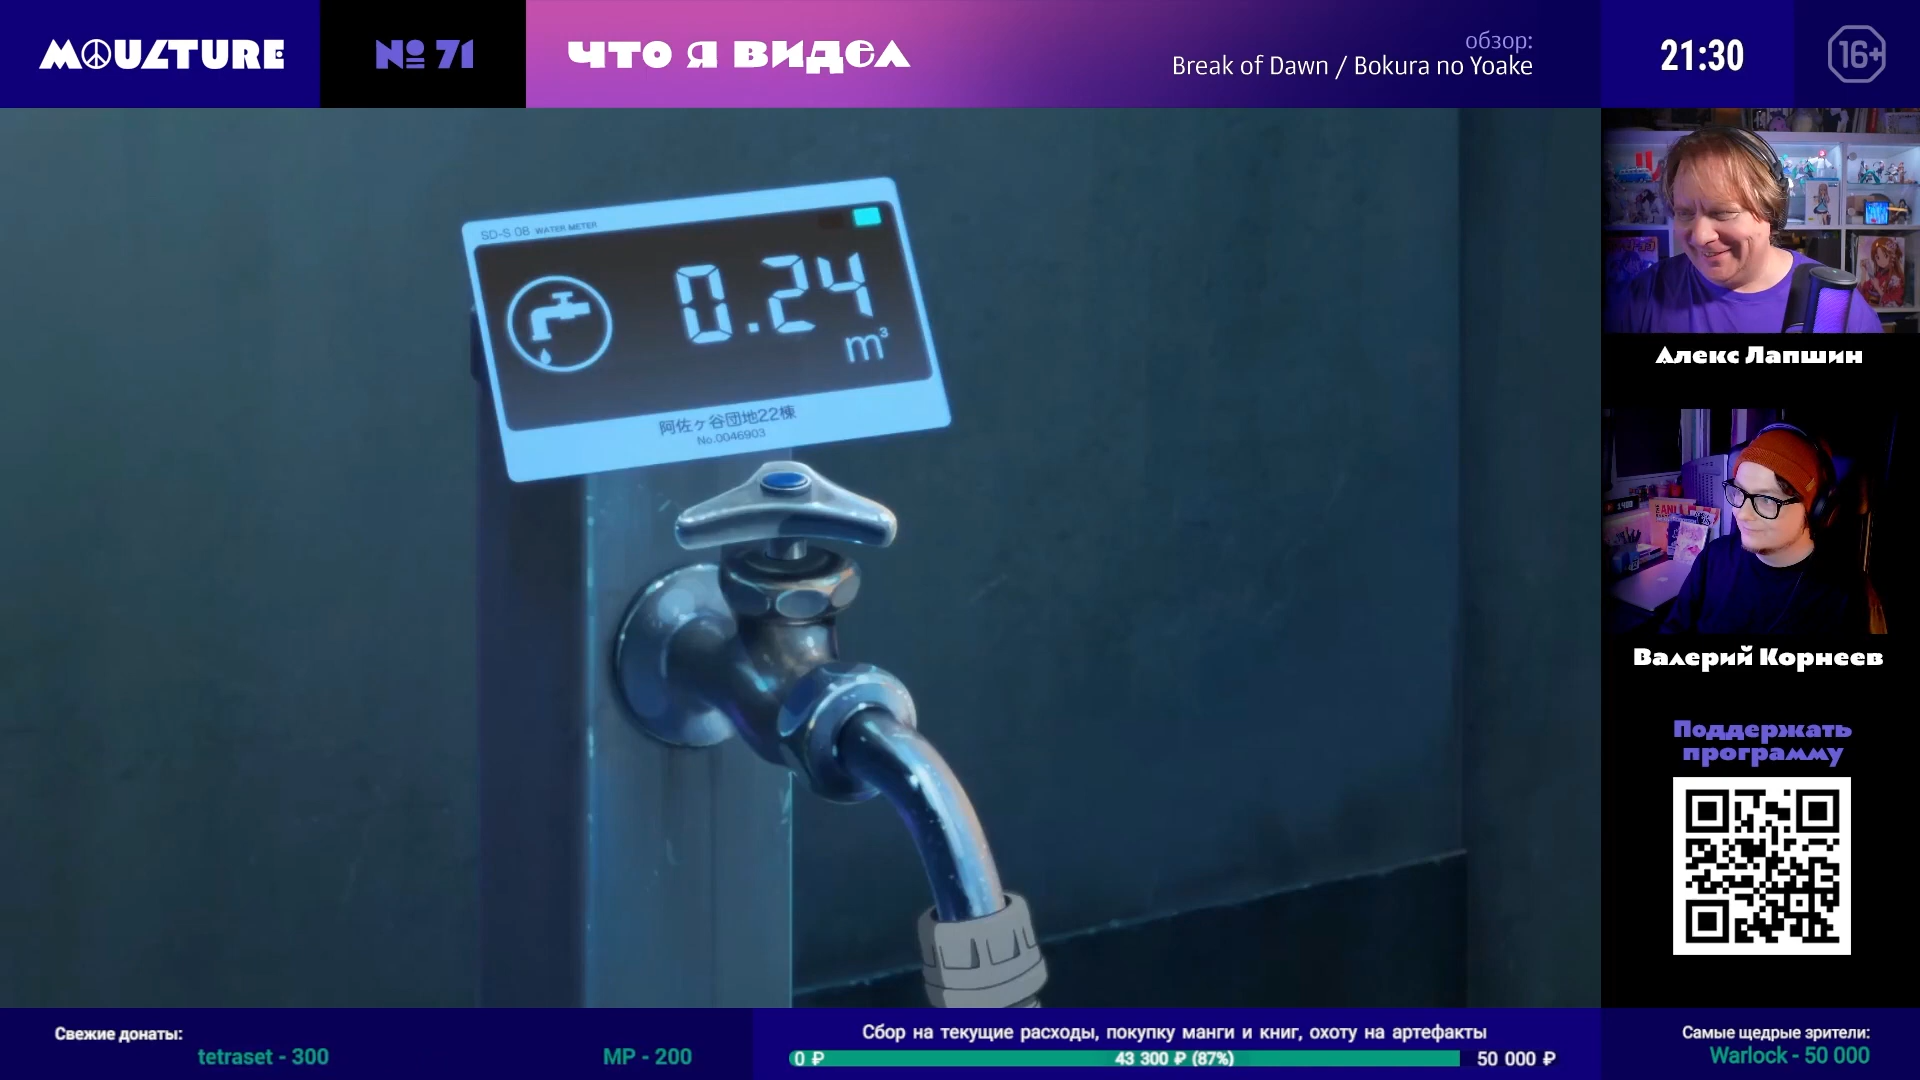 MOULTURE
№ 71
ЧТО Я ВИДЕЛ
обзор:
Break of Dawn / Bokura no Yoake
21:30
16+
SD-S 08 WATER METER
0.24
m³
阿佐ヶ谷団地22棟
No.0046903
Алекс Лапшин
Валерий Корнеев
Поддержать
программу
Свежие донаты:
tetraset - 300
MP - 200
Сбор на текущие расходы, покупку манги и книг, охоту на артефакты
0 ₽
43 300 ₽ (87%)
50 000 ₽
Самые щедрые зрители:
Warlock - 50 000